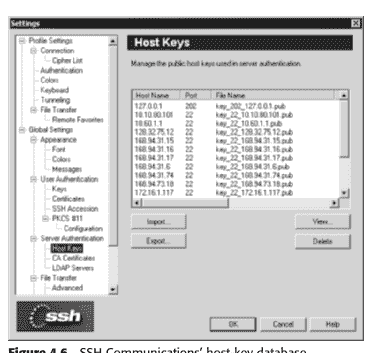 Settings
Profile Settings
Connection
Cipher List
Authentication
Colors
Keyboard
Tunneling
File Transfer
Remote Favorites
Global Settings
Appearance
Font
Colors
Messages
User Authentication
Keys
Certificates
SSH Accession
PKCS #11
Configuration
Server Authentication
Host Keys
CA Certificates
LDAP Servers
File Transfer
Advanced
Host Keys
Manage the public host keys used in server authentication.
Host Name Port File Name
127.0.0.1 202 key_202_127.0.0.1.pub
10.10.80.101 22 key_22_10.10.80.101.pub
10.60.1.1 22 key_22_10.60.1.1.pub
128.32.75.12 22 key_22_128.32.75.12.pub
168.94.31.15 22 key_22_168.94.31.15.pub
168.94.31.16 22 key_22_168.94.31.16.pub
168.94.31.17 22 key_22_168.94.31.17.pub
168.94.31.6 22 key_22_168.94.31.6.pub
168.94.31.74 22 key_22_168.94.31.74.pub
168.94.73.18 22 key_22_168.94.73.18.pub
172.16.1.117 22 key_22_172.16.1.117.pub
Import... View...
Export... Delete
ssh
OK Cancel Help
Figure 4.6 SSH Communications' host key database